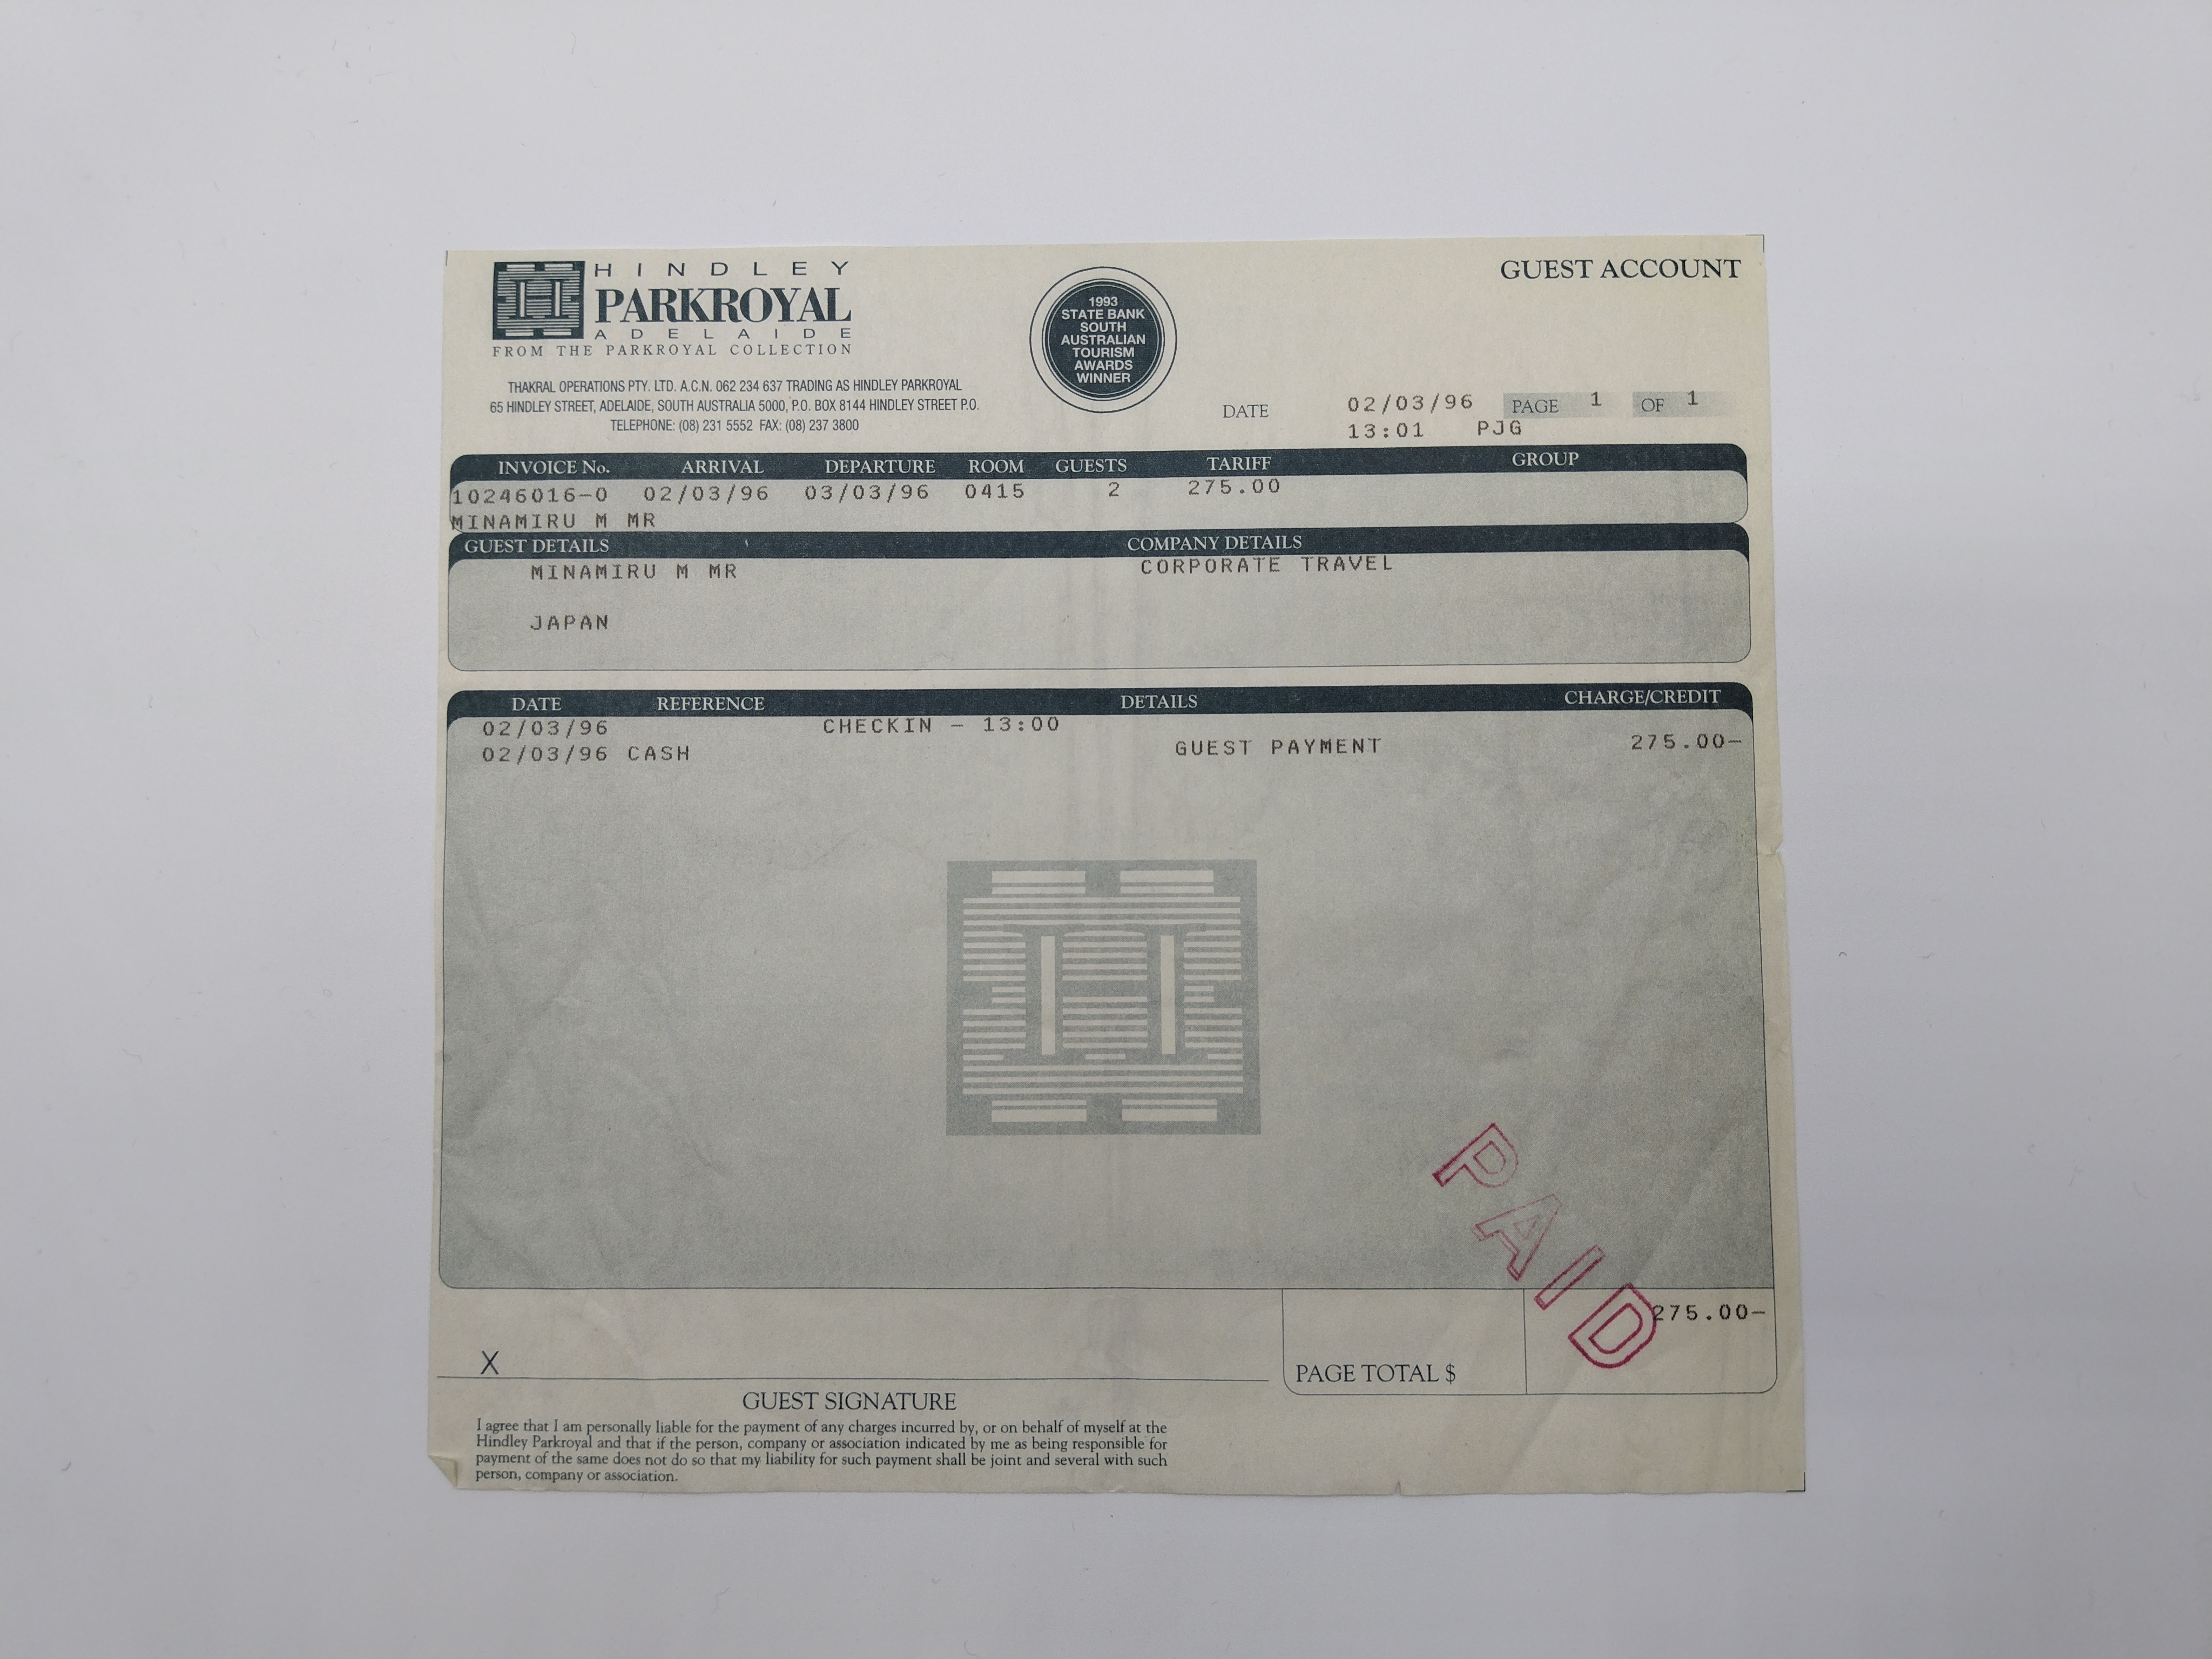 HINDLEY
PARKROYAL
ADELAIDE
FROM THE PARKROYAL COLLECTION
THAKRAL OPERATIONS PTY. LTD. A.C.N. 062 234 637 TRADING AS HINDLEY PARKROYAL
65 HINDLEY STREET, ADELAIDE, SOUTH AUSTRALIA 5000, P.O. BOX 8144 HINDLEY STREET P.O.
TELEPHONE: (08) 231 5552 FAX: (08) 237 3800
1993
STATE BANK
SOUTH
AUSTRALIAN
TOURISM
AWARDS
WINNER
GUEST ACCOUNT
DATE 02/03/96 PAGE 1 OF 1
13:01 PJG
INVOICE No. ARRIVAL DEPARTURE ROOM GUESTS TARIFF GROUP
10246016-0 02/03/96 03/03/96 0415 2 275.00
MINAMIRU M MR
GUEST DETAILS COMPANY DETAILS
MINAMIRU M MR CORPORATE TRAVEL
JAPAN
DATE REFERENCE DETAILS CHARGE/CREDIT
02/03/96 CHECKIN - 13:00
02/03/96 CASH GUEST PAYMENT 275.00-
PAID
275.00-
X
PAGE TOTAL $
GUEST SIGNATURE
I agree that I am personally liable for the payment of any charges incurred by, or on behalf of myself at the
Hindley Parkroyal and that if the person, company or association indicated by me as being responsible for
payment of the same does not do so that my liability for such payment shall be joint and several with such
person, company or association.